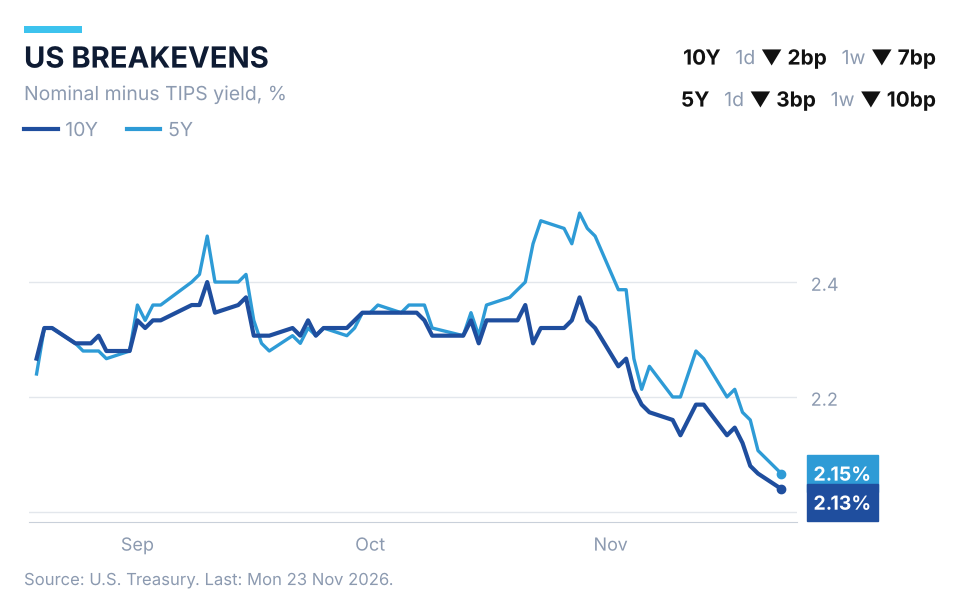 US BREAKEVENS
Nominal minus TIPS yield, %
10Y 5Y
10Y 1d ▼ 2bp 1w ▼ 7bp
5Y 1d ▼ 3bp 1w ▼ 10bp
2.4
2.2
2.15%
2.13%
Sep Oct Nov
Source: U.S. Treasury. Last: Mon 23 Nov 2026.